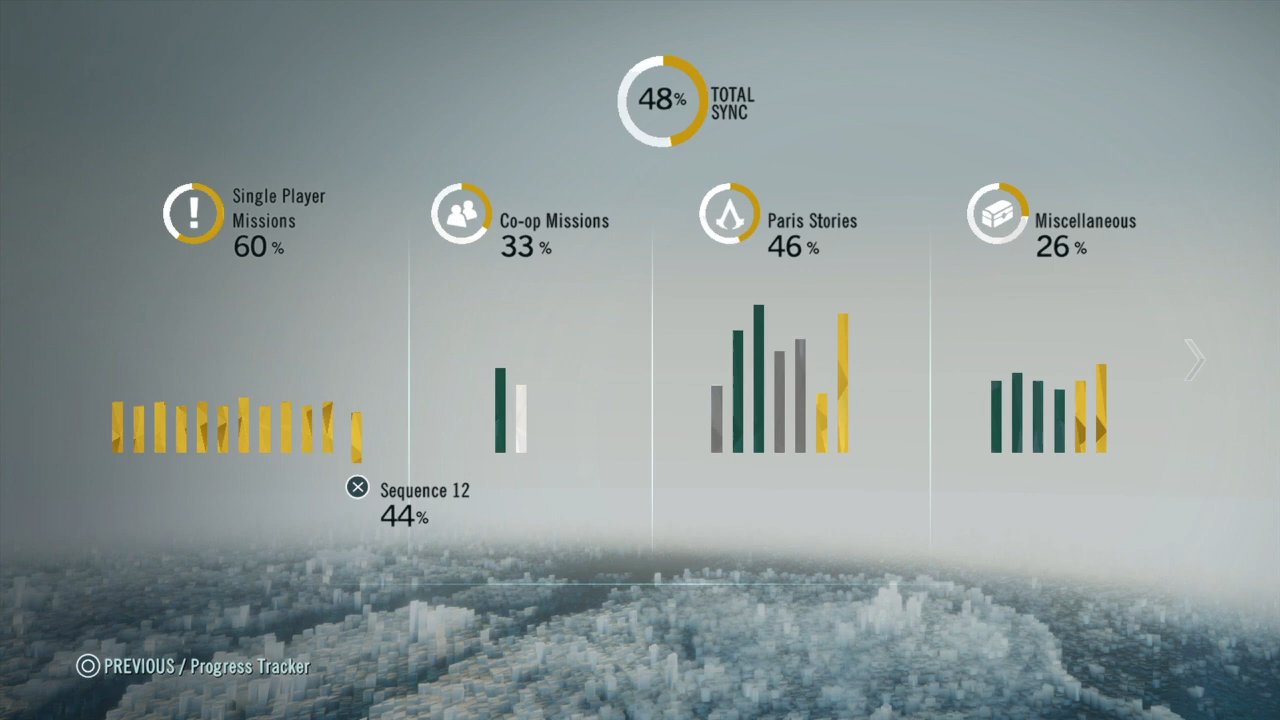 48%
TOTAL
SYNC
Single Player
Missions
60 %
Co-op Missions
33 %
Paris Stories
46 %
Miscellaneous
26 %
Sequence 12
44%
PREVIOUS / Progress Tracker